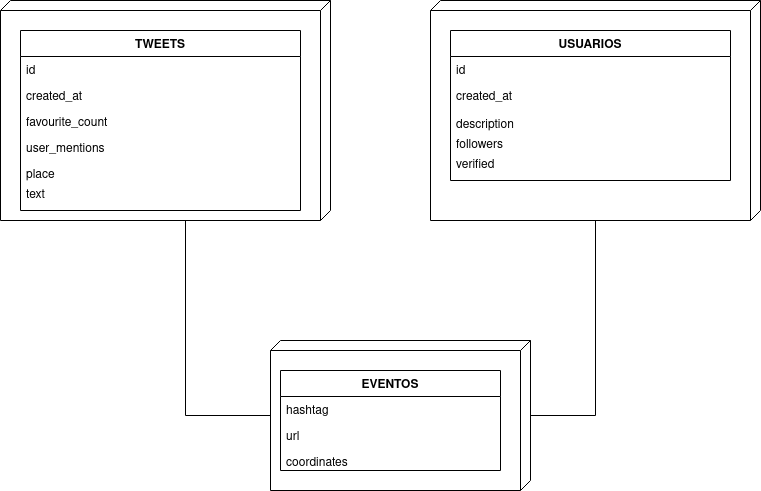 TWEETS
id
created_at
favourite_count
user_mentions
place
text
USUARIOS
id
created_at
description
followers
verified
EVENTOS
hashtag
url
coordinates